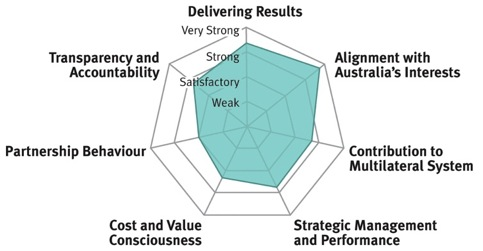 Delivering Results
Very Strong
Strong
Satisfactory
Weak
Transparency and
Accountability
Alignment with
Australia's Interests
Partnership Behaviour
Contribution to
Multilateral System
Cost and Value
Consciousness
Strategic Management
and Performance